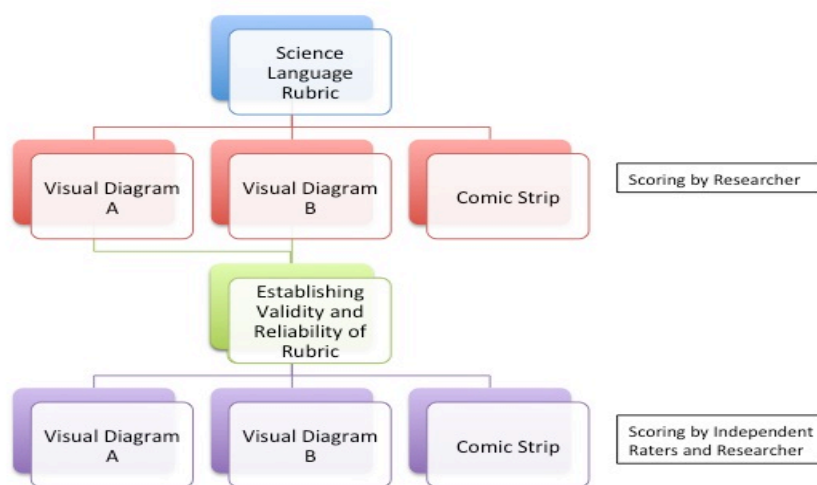 Science
Language
Rubric
Visual Diagram
A
Visual Diagram
B
Comic Strip
Scoring by Researcher
Establishing
Validity and
Reliability of
Rubric
Visual Diagram
A
Visual Diagram
B
Comic Strip
Scoring by Independent
Raters and Researcher